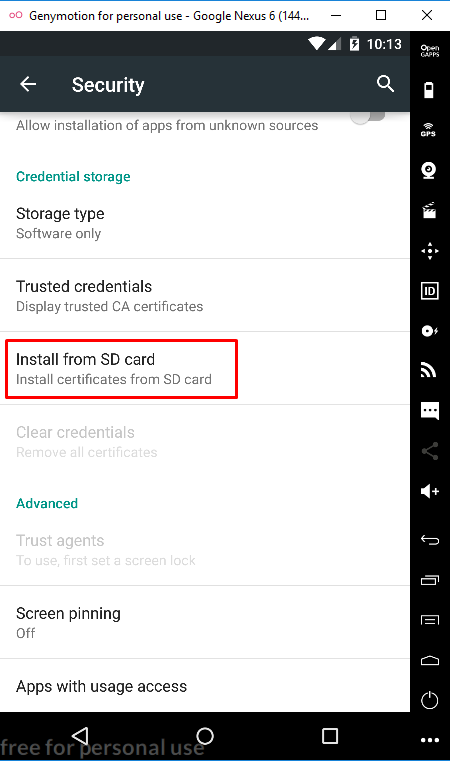 Genymotion for personal use - Google Nexus 6 (144...
10:13
Open
GAPPS
Security
Allow installation of apps from unknown sources
GPS
Credential storage
Storage type
Software only
Trusted credentials
Display trusted CA certificates
ID
Install from SD card
Install certificates from SD card
Clear credentials
Remove all certificates
Advanced
Trust agents
To use, first set a screen lock
Screen pinning
Off
Apps with usage access
free for personal use